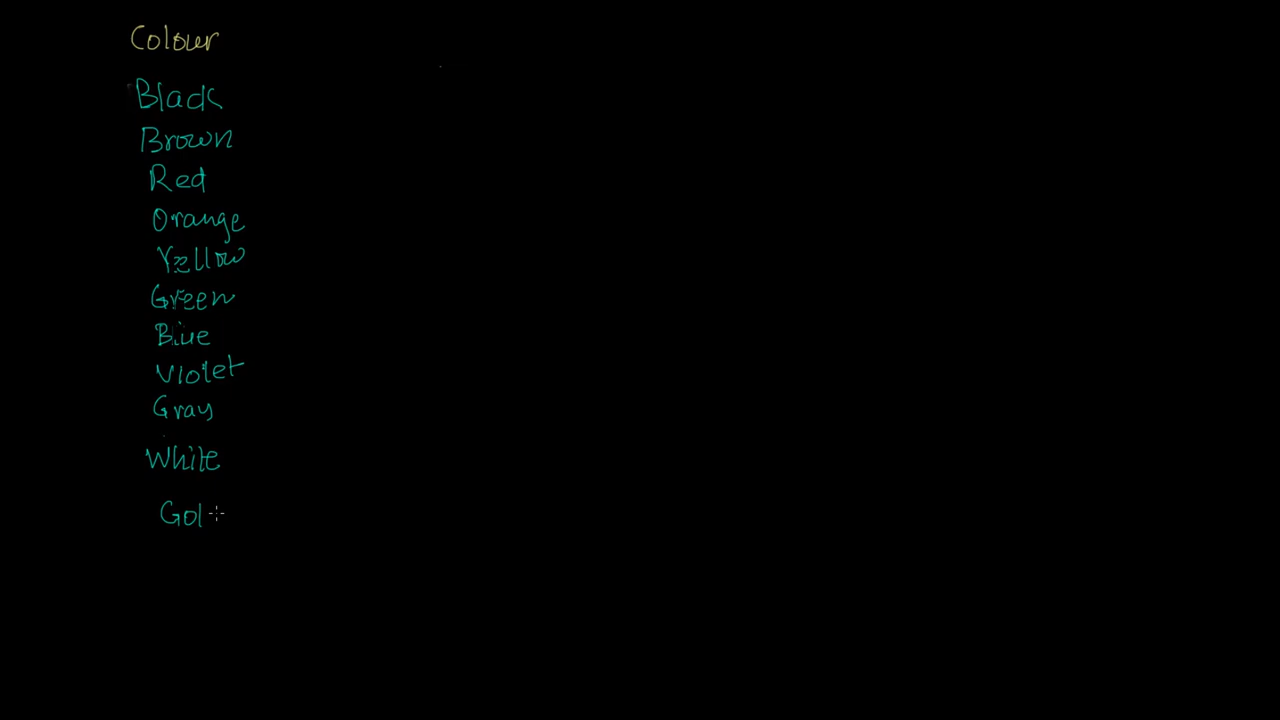 Colour
Black
Brown
Red
Orange
Yellow
Green
Blue
Violet
Gray
White
Gol